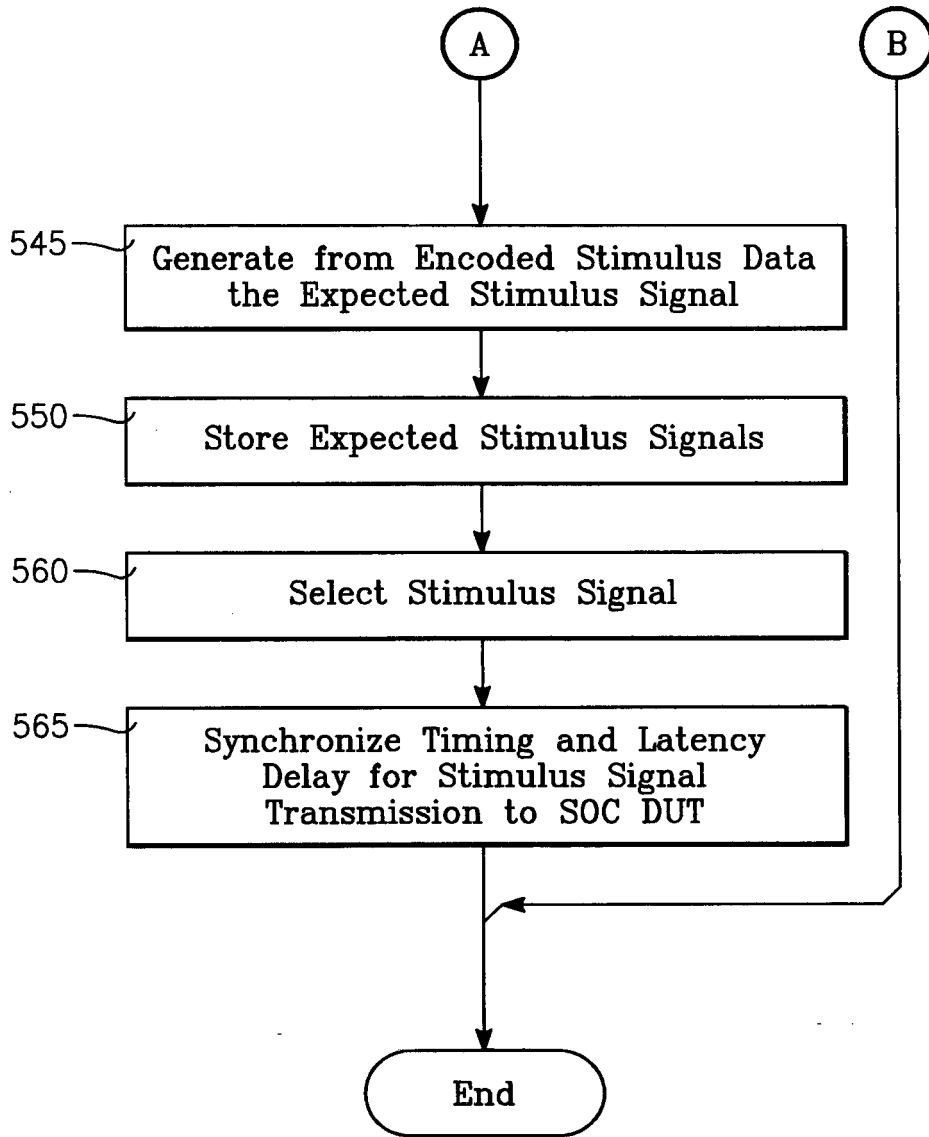 A
B
545
Generate from Encoded Stimulus Data
the Expected Stimulus Signal
550
Store Expected Stimulus Signals
560
Select Stimulus Signal
565
Synchronize Timing and Latency
Delay for Stimulus Signal
Transmission to SOC DUT
End